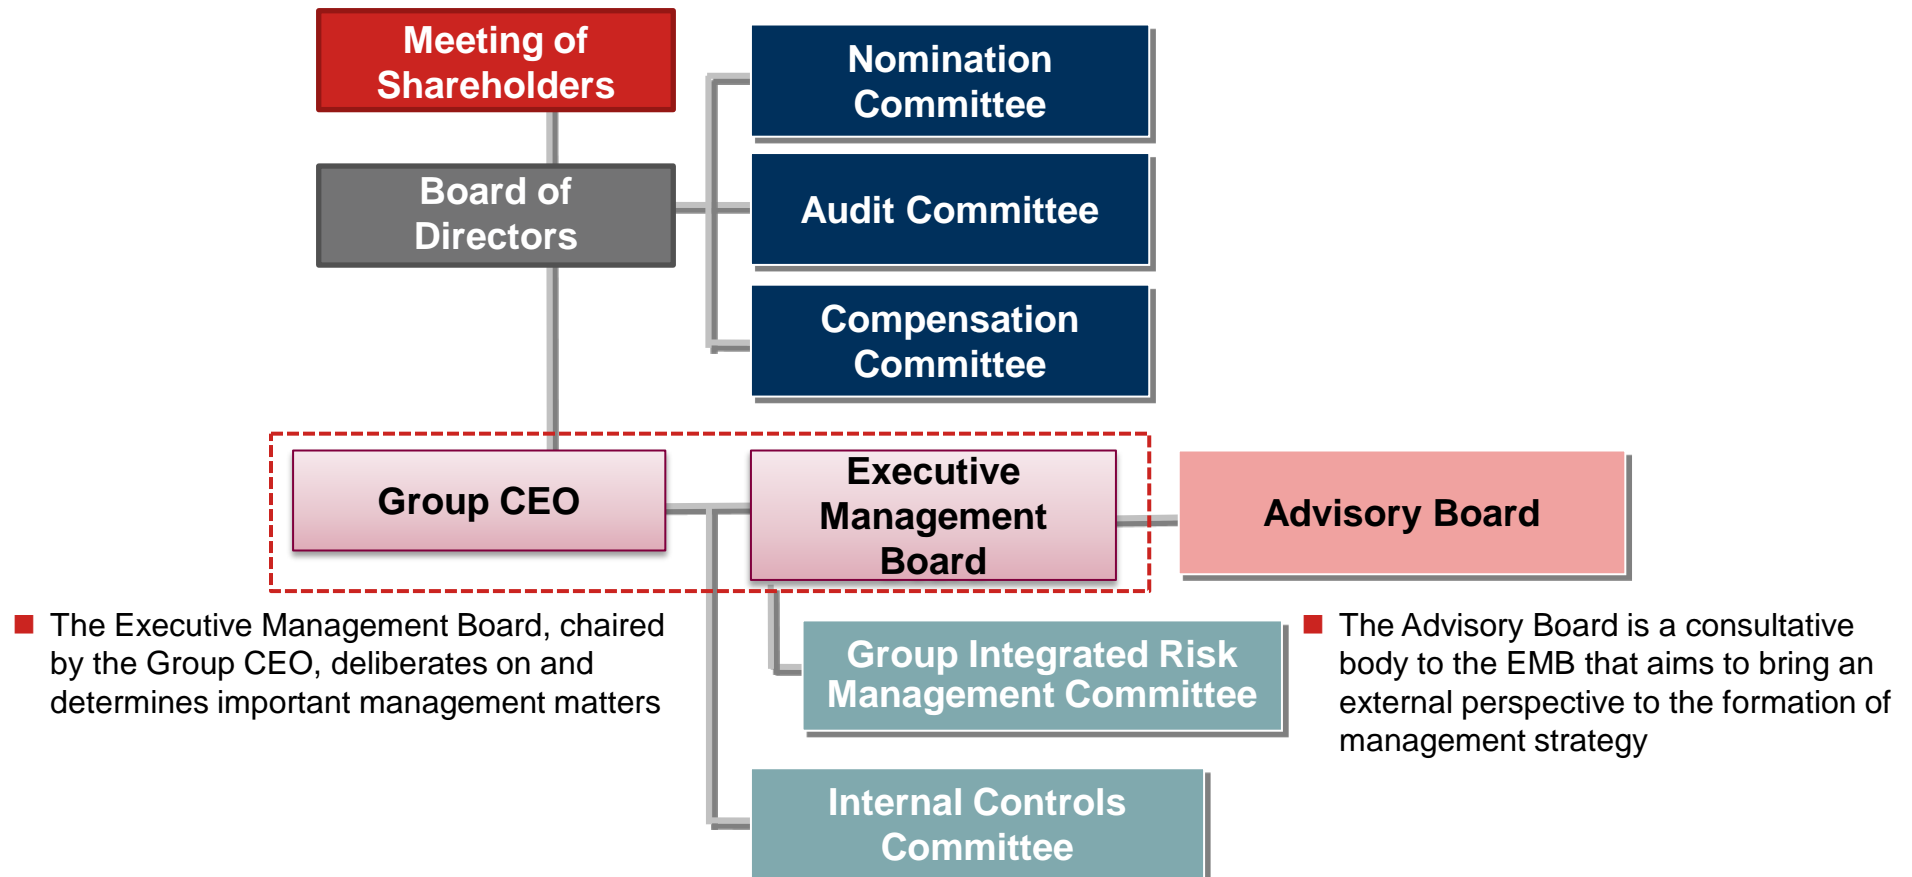 Meeting of
Shareholders
Nomination
Committee
Board of
Directors
Audit Committee
Compensation
Committee
Group CEO
Executive
Management
Board
Advisory Board
■ The Executive Management Board, chaired
by the Group CEO, deliberates on and
determines important management matters
Group Integrated Risk
Management Committee
■ The Advisory Board is a consultative
body to the EMB that aims to bring an
external perspective to the formation of
management strategy
Internal Controls
Committee